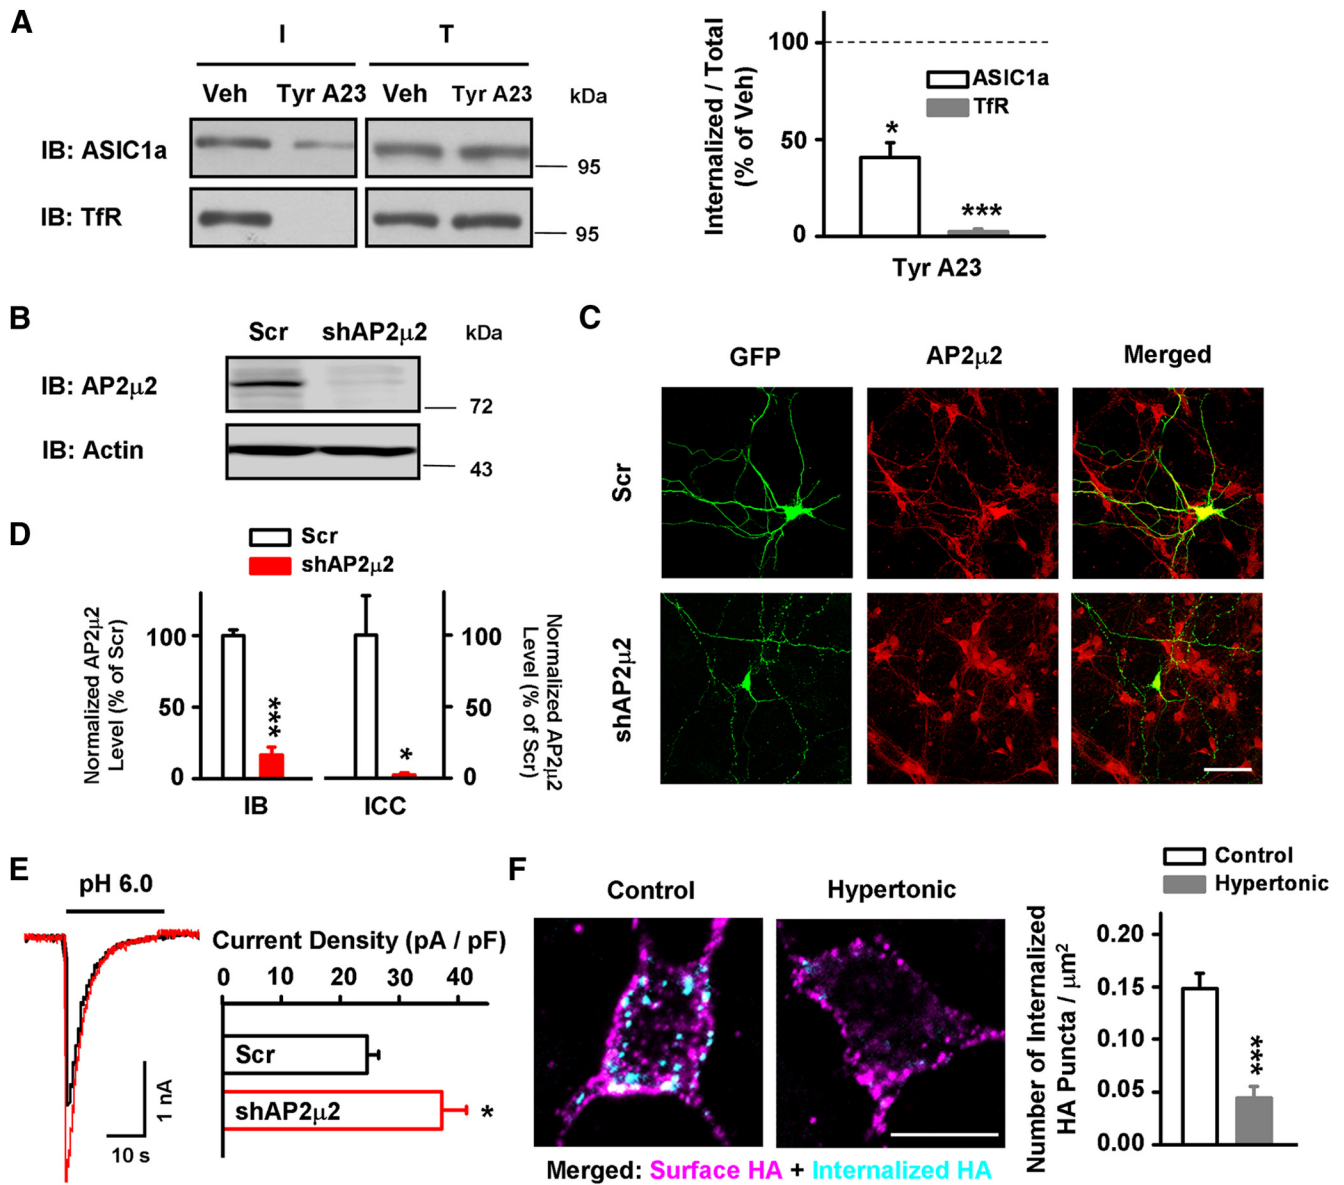 A
I T
Veh Tyr A23 Veh Tyr A23 kDa
IB: ASIC1a
95
IB: TfR
95
Internalized / Total
(% of Veh)
100
50
0
ASIC1a
TfR
*
***
Tyr A23
B
Scr shAP2μ2 kDa
IB: AP2μ2
72
IB: Actin
43
C
GFP AP2μ2 Merged
Scr
shAP2μ2
D
Scr
shAP2μ2
Normalized AP2μ2
Level (% of Scr)
100
50
0
***
IB
*
ICC
100
50
0
Normalized AP2μ2
Level (% of Scr)
E
pH 6.0
1 nA
10 s
Current Density (pA / pF)
0 10 20 30 40
Scr
shAP2μ2 *
F
Control Hypertonic
Merged: Surface HA + Internalized HA
Control
Hypertonic
Number of Internalized
HA Puncta / μm²
0.20
0.15
0.10
0.05
0.00
***